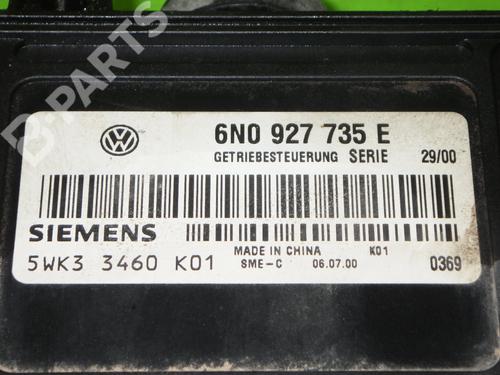 B-PARTS
6N0 927 735 E
GETRIEBESTEUERUNG SERIE 29/00
SIEMENS
MADE IN CHINA K01
5WK3 3460 K01 SME-C 06.07.00 0369